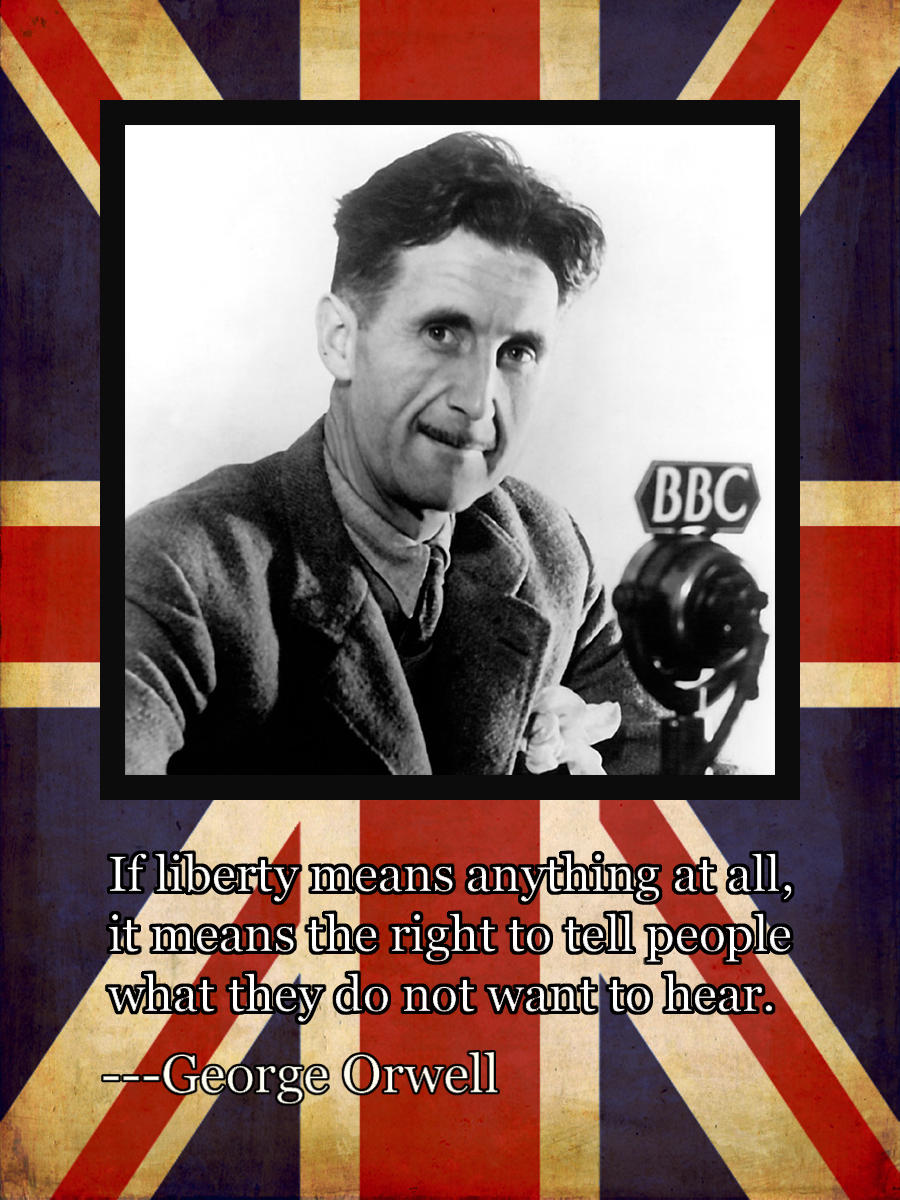 BBC
If liberty means anything at all,
it means the right to tell people
what they do not want to hear.
---George Orwell